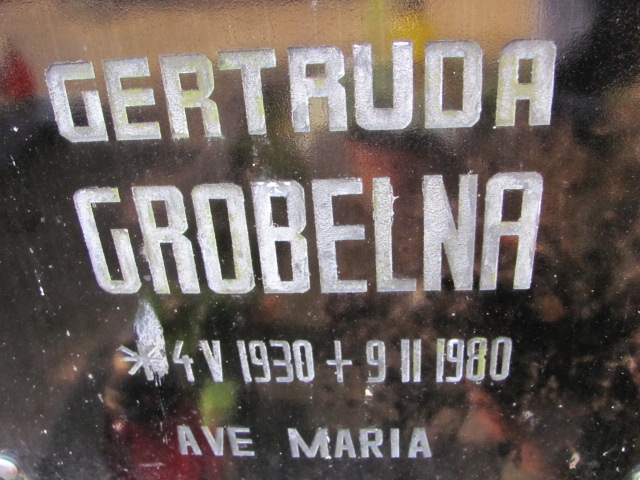 GERTRUDA
GROBELNA
* 4 V 1930 + 9 II 1980
AVE MARIA